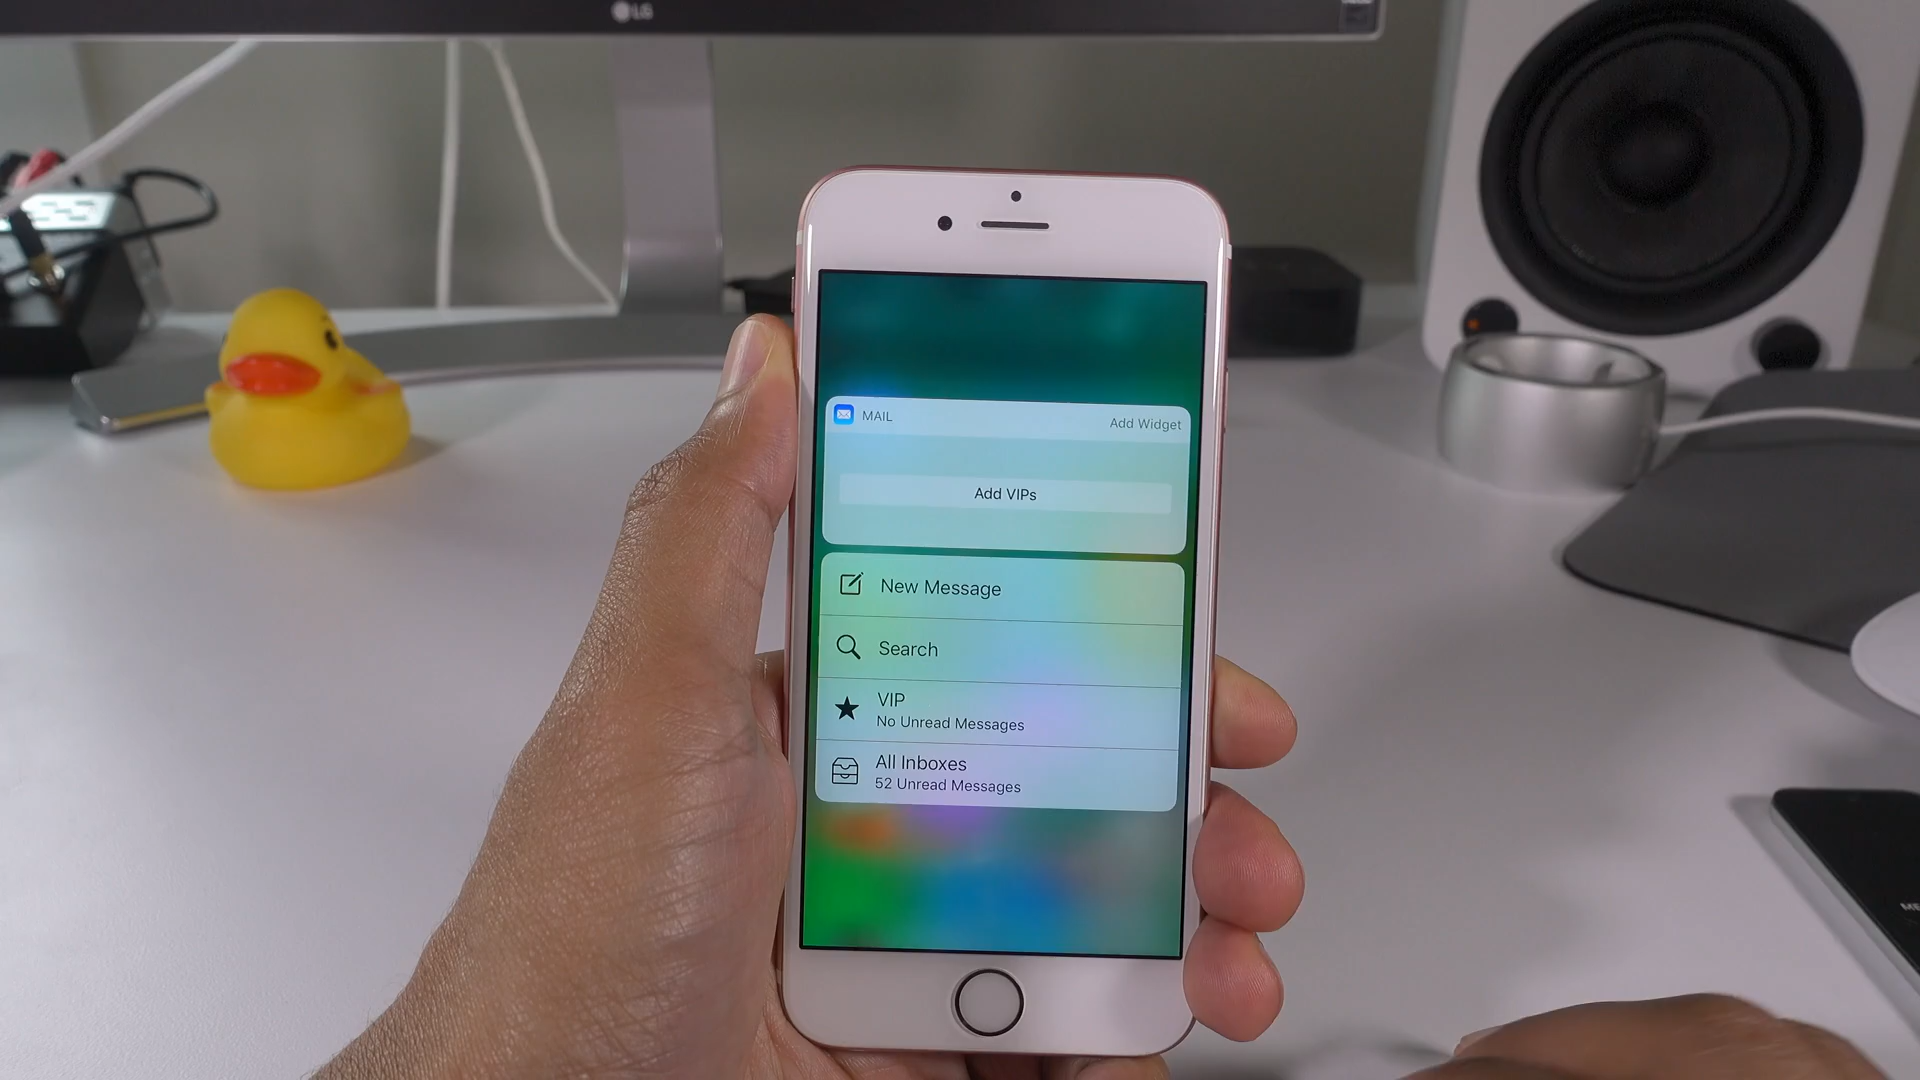 LG
MAIL
Add Widget
Add VIPs
New Message
Search
VIP
No Unread Messages
All Inboxes
52 Unread Messages